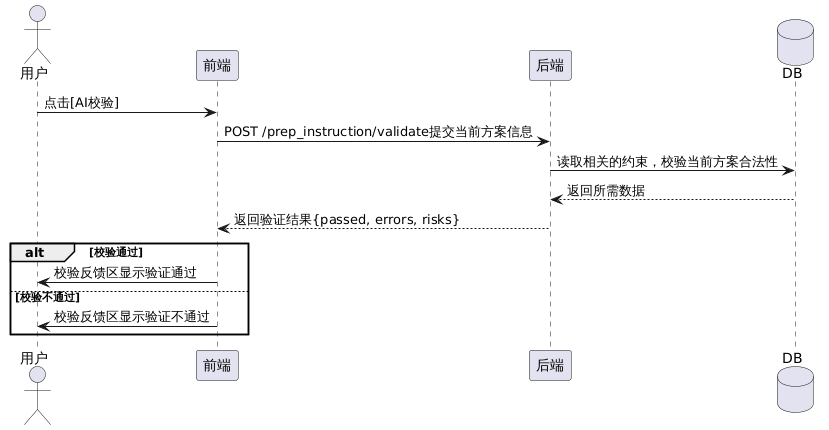 用户
前端
后端
DB
点击[AI校验]
POST /prep_instruction/validate提交当前方案信息
读取相关的约束，校验当前方案合法性
返回所需数据
返回验证结果{passed, errors, risks}
alt [校验通过]
校验反馈区显示验证通过
[校验不通过]
校验反馈区显示验证不通过
用户
前端
后端
DB